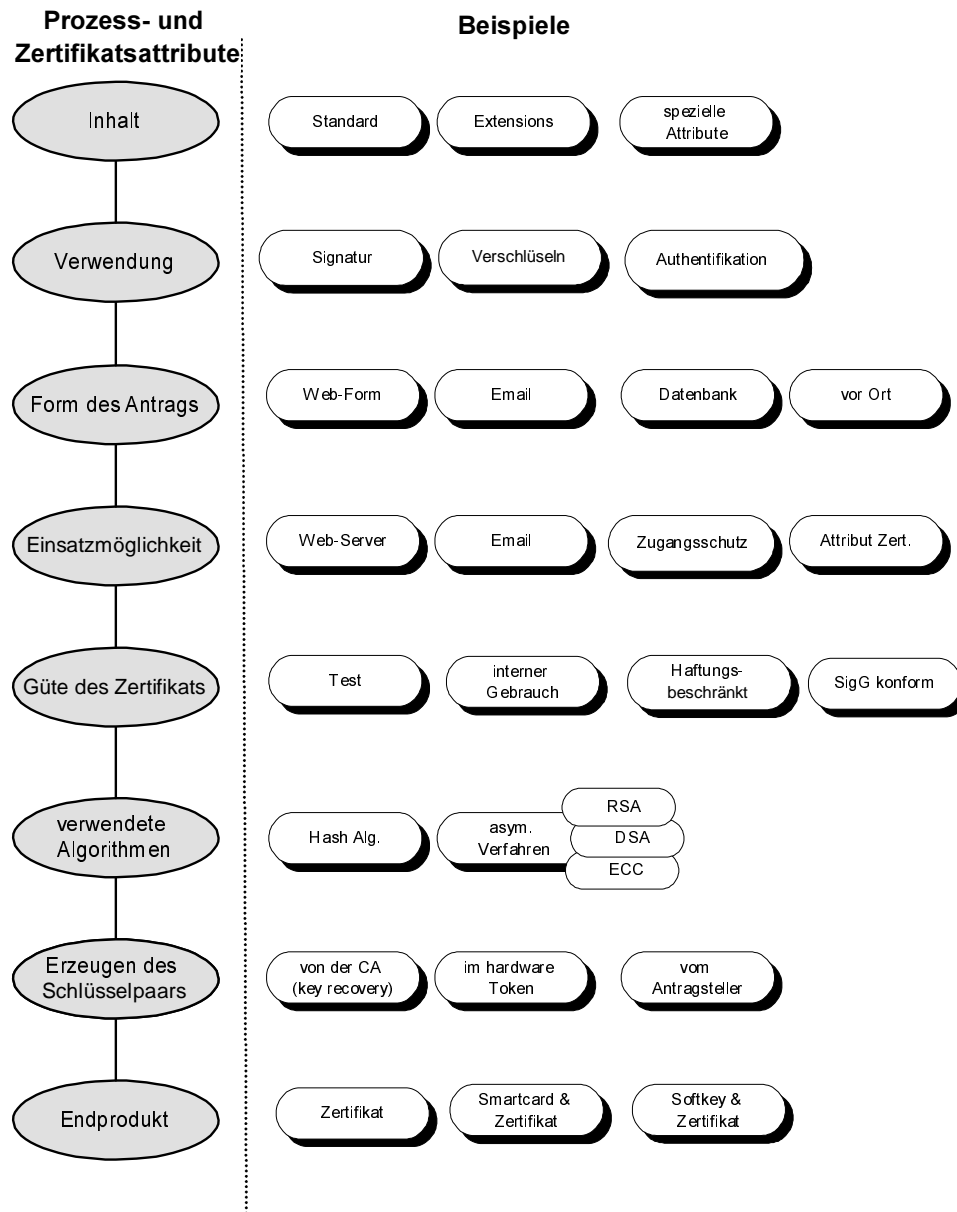 Prozess- und
Zertifikatsattribute
Beispiele
Inhalt
Standard
Extensions
spezielle
Attribute
Verwendung
Signatur
Verschlüseln
Authentifikation
Form des Antrags
Web-Form
Email
Datenbank
vor Ort
Einsatzmöglichkeit
Web-Server
Email
Zugangsschutz
Attribut Zert.
Güte des Zertifikats
Test
interner
Gebrauch
Haftungs-
beschränkt
SigG konform
verwendete
Algorithmen
Hash Alg.
asym.
Verfahren
RSA
DSA
ECC
Erzeugen des
Schlüsselpaars
von der CA
(key recovery)
im hardware
Token
vom
Antragsteller
Endprodukt
Zertifikat
Smartcard &
Zertifikat
Softkey &
Zertifikat